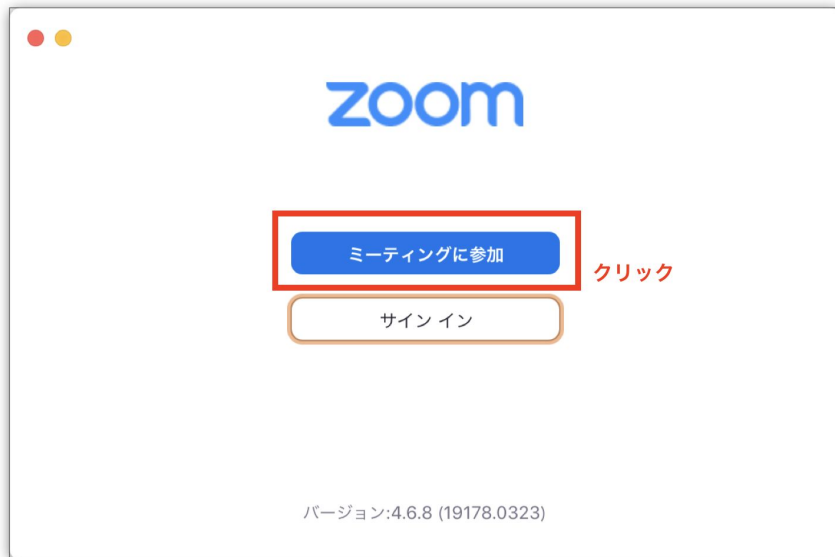 zoom
ミーティングに参加
クリック
サイン イン
バージョン:4.6.8 (19178.0323)